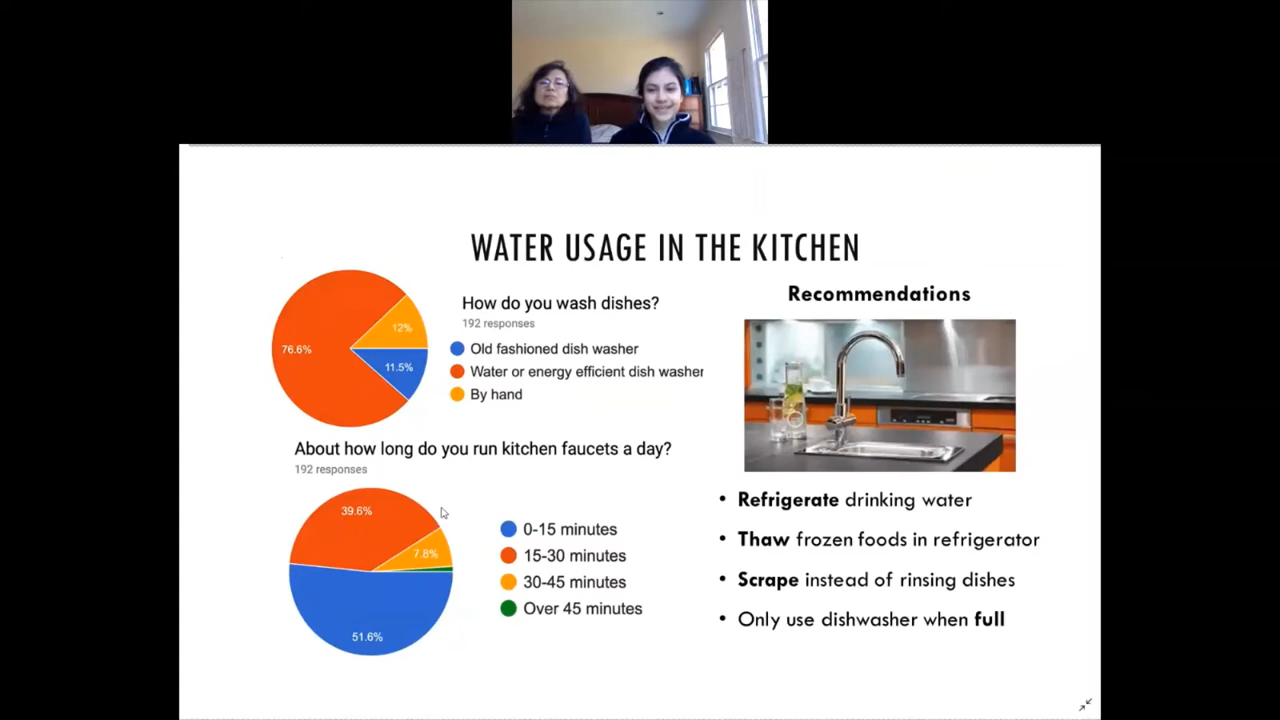 WATER USAGE IN THE KITCHEN
How do you wash dishes?
192 responses
76.6%
12%
11.5%
Old fashioned dish washer
Water or energy efficient dish washer
By hand
About how long do you run kitchen faucets a day?
192 responses
39.6%
7.8%
51.6%
0-15 minutes
15-30 minutes
30-45 minutes
Over 45 minutes
Recommendations
• Refrigerate drinking water
• Thaw frozen foods in refrigerator
• Scrape instead of rinsing dishes
• Only use dishwasher when full